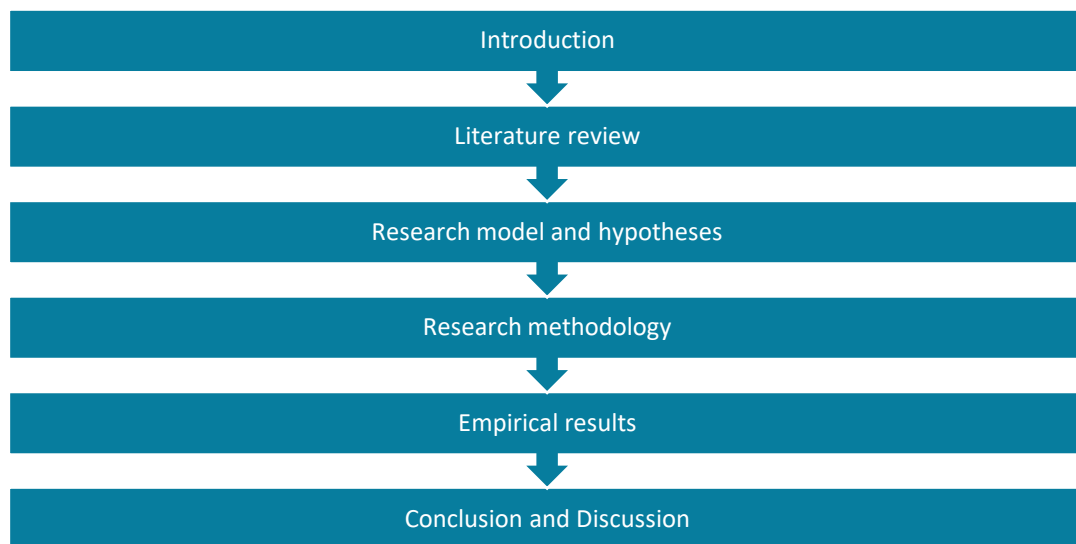 Introduction
Literature review
Research model and hypotheses
Research methodology
Empirical results
Conclusion and Discussion